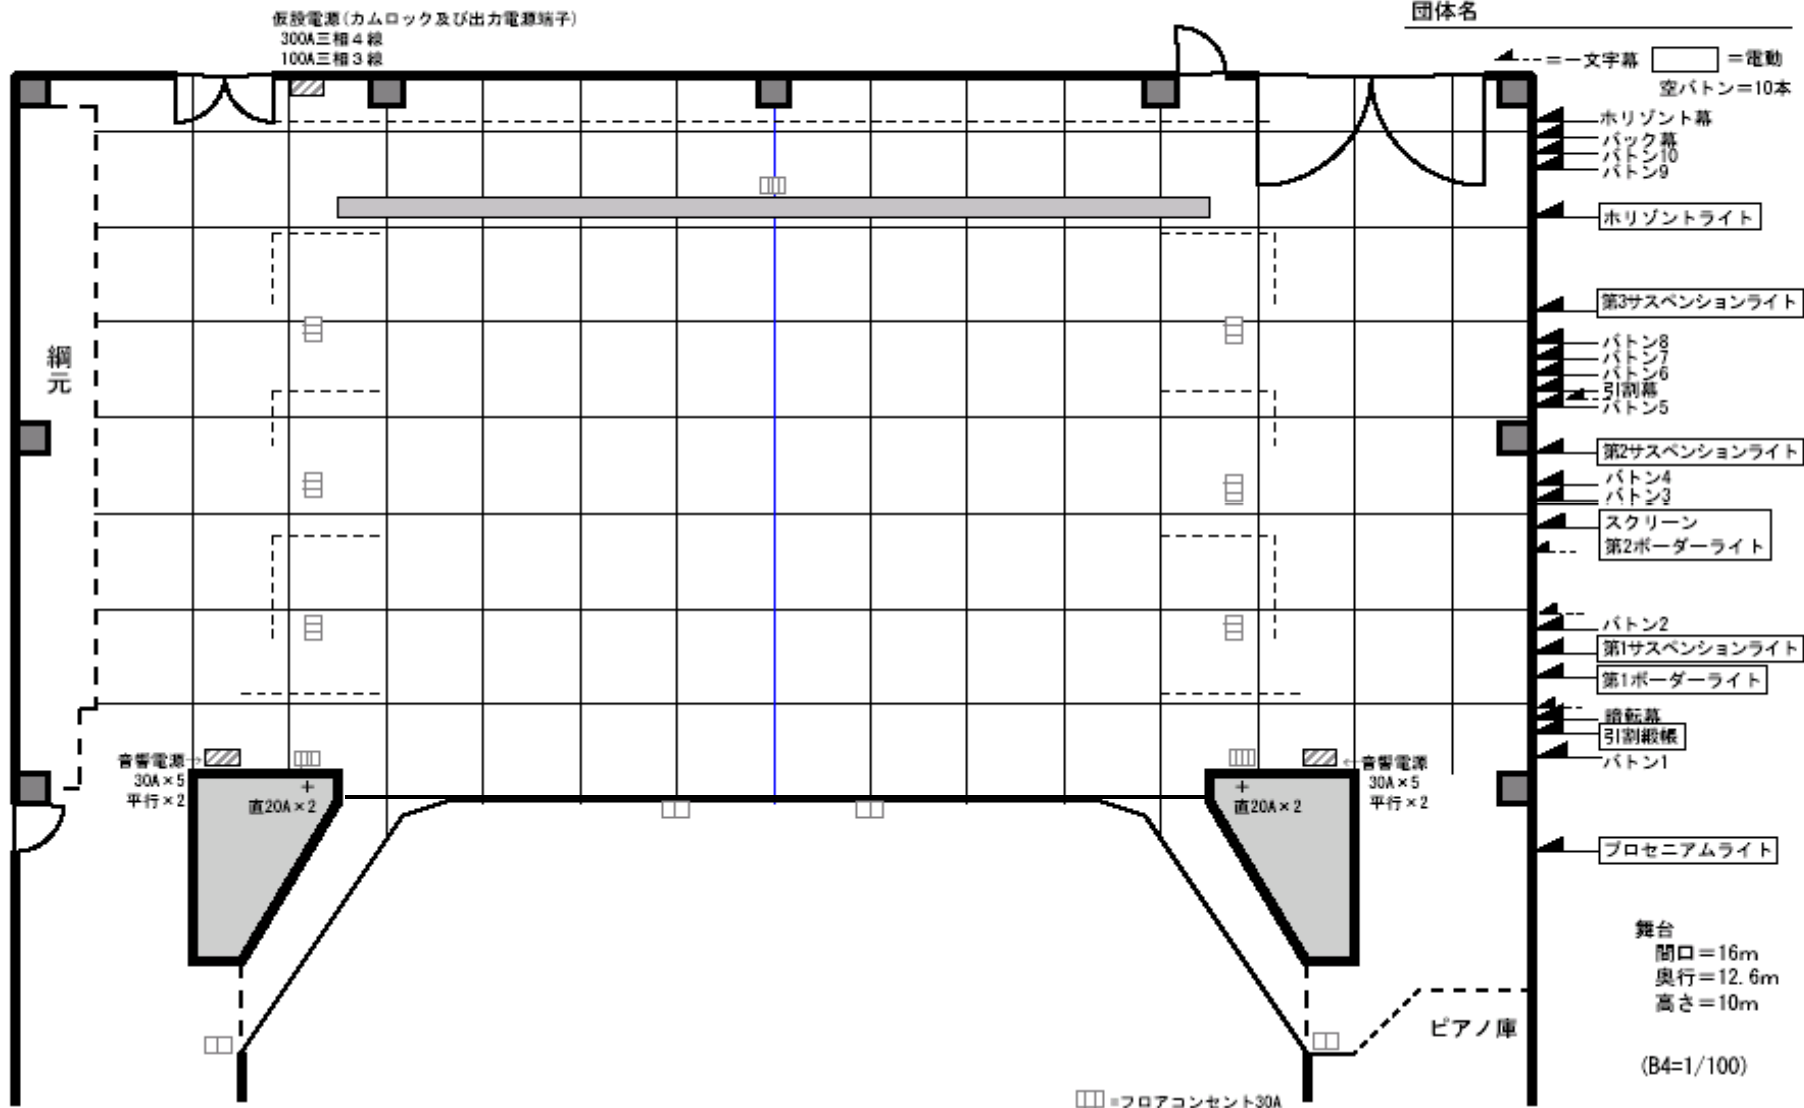 仮設電源(カムロック及び出力電源端子)
300A三相４線
100A三相３線
団体名
=一文字幕
=電動
空バトン=10本
ホリゾント幕
バック幕
バトン10
バトン9
ホリゾントライト
第3サスペンションライト
バトン8
バトン7
バトン6
引割幕
バトン5
第2サスペンションライト
バトン4
バトン3
スクリーン
第2ボーダーライト
バトン2
第1サスペンションライト
第1ボーダーライト
暗転幕
引割緞帳
バトン1
プロセニアムライト
綱元
音響電源→
30A×5
平行×2
+
直20A×2
+
直20A×2
←音響電源
30A×5
平行×2
舞台
間口=16m
奥行=12.6m
高さ=10m
ピアノ庫
(B4=1/100)
=フロアコンセント30A